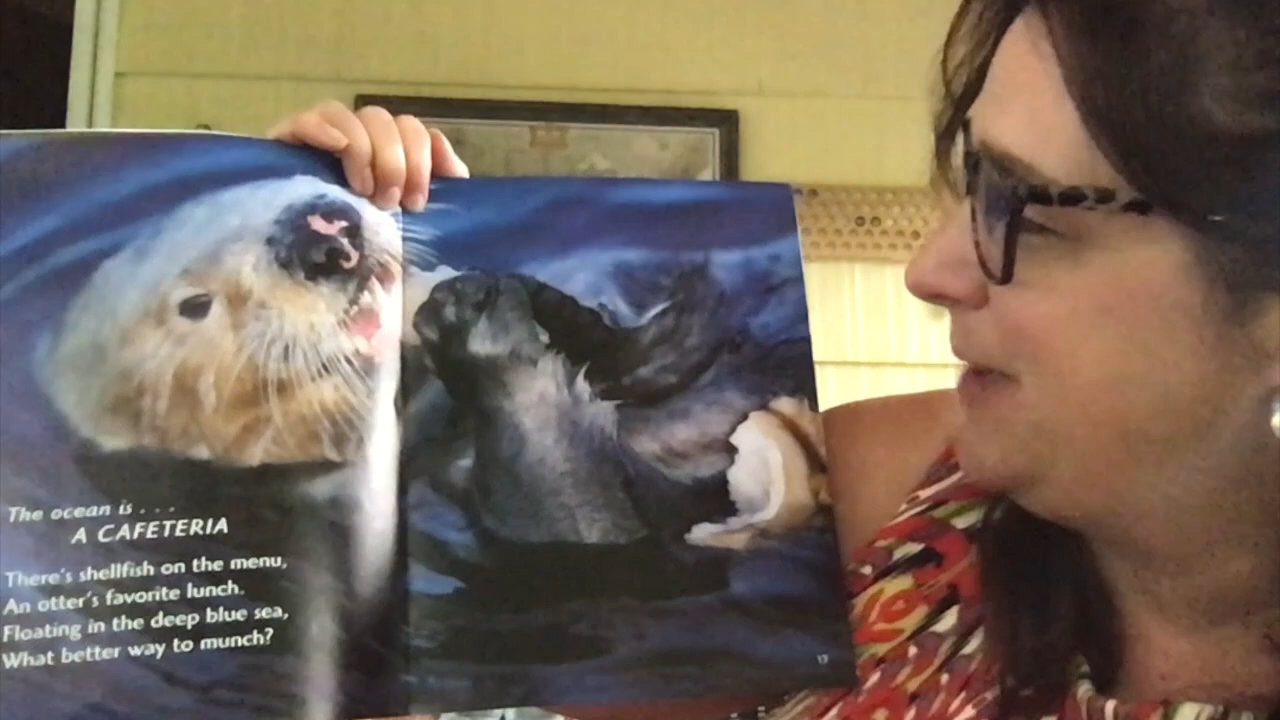 The ocean is . . .
A CAFETERIA
There's shellfish on the menu,
An otter's favorite lunch.
Floating in the deep blue sea,
What better way to munch?
17